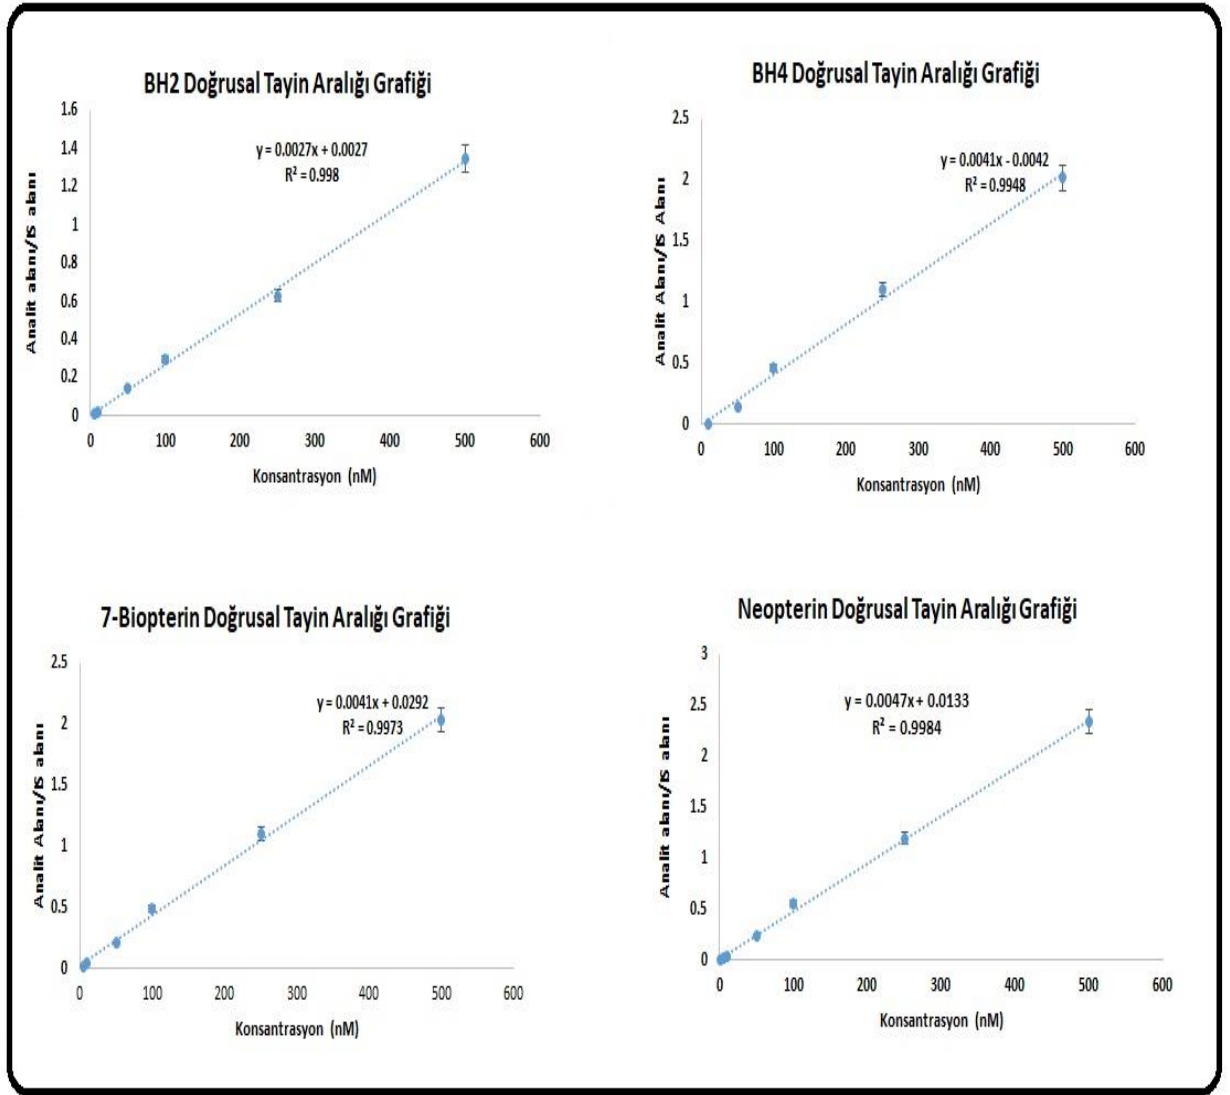 BH2 Doğrusal Tayin Aralığı Grafiği
y = 0.0027x + 0.0027
R² = 0.998
Analit alanı/IS alanı
1.6
1.4
1.2
1
0.8
0.6
0.4
0.2
0
0 100 200 300 400 500 600
Konsantrasyon (nM)
BH4 Doğrusal Tayin Aralığı Grafiği
y = 0.0041x - 0.0042
R² = 0.9948
Analit Alanı/IS Alanı
2.5
2
1.5
1
0.5
0
0 100 200 300 400 500 600
Konsantrasyon (nM)
7-Biopterin Doğrusal Tayin Aralığı Grafiği
y = 0.0041x + 0.0292
R² = 0.9973
Analit Alanı/IS alanı
2.5
2
1.5
1
0.5
0
0 100 200 300 400 500 600
Konsantrasyon (nM)
Neopterin Doğrusal Tayin Aralığı Grafiği
y = 0.0047x + 0.0133
R² = 0.9984
Analit alanı/IS alanı
3
2.5
2
1.5
1
0.5
0
0 100 200 300 400 500 600
Konsantrasyon (nM)